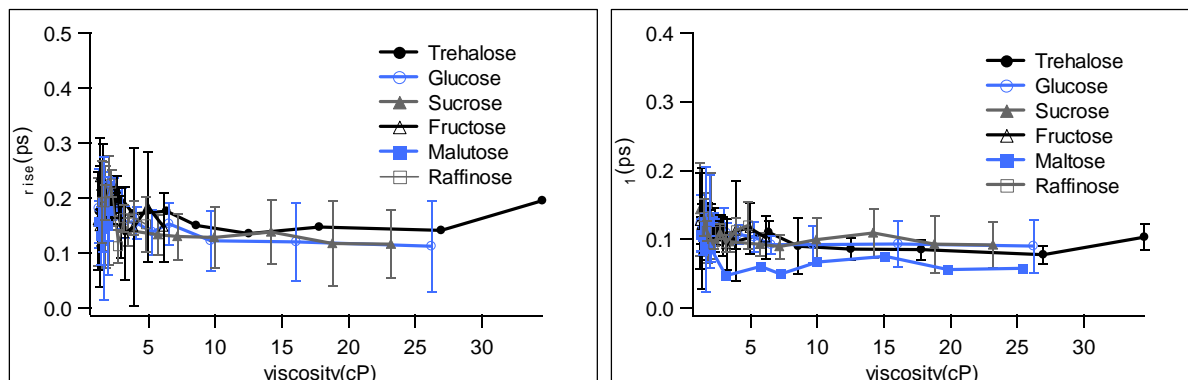 0.5
0.4
0.3
0.2
0.1
0.0
r ise (ps)
Trehalose
Glucose
Sucrose
Fructose
Malutose
Raffinose
5 10 15 20 25 30
viscosity(cP)
0.4
0.3
0.2
0.1
0.0
1 (ps)
Trehalose
Glucose
Sucrose
Fructose
Maltose
Raffinose
5 10 15 20 25 30
viscosity(cP)